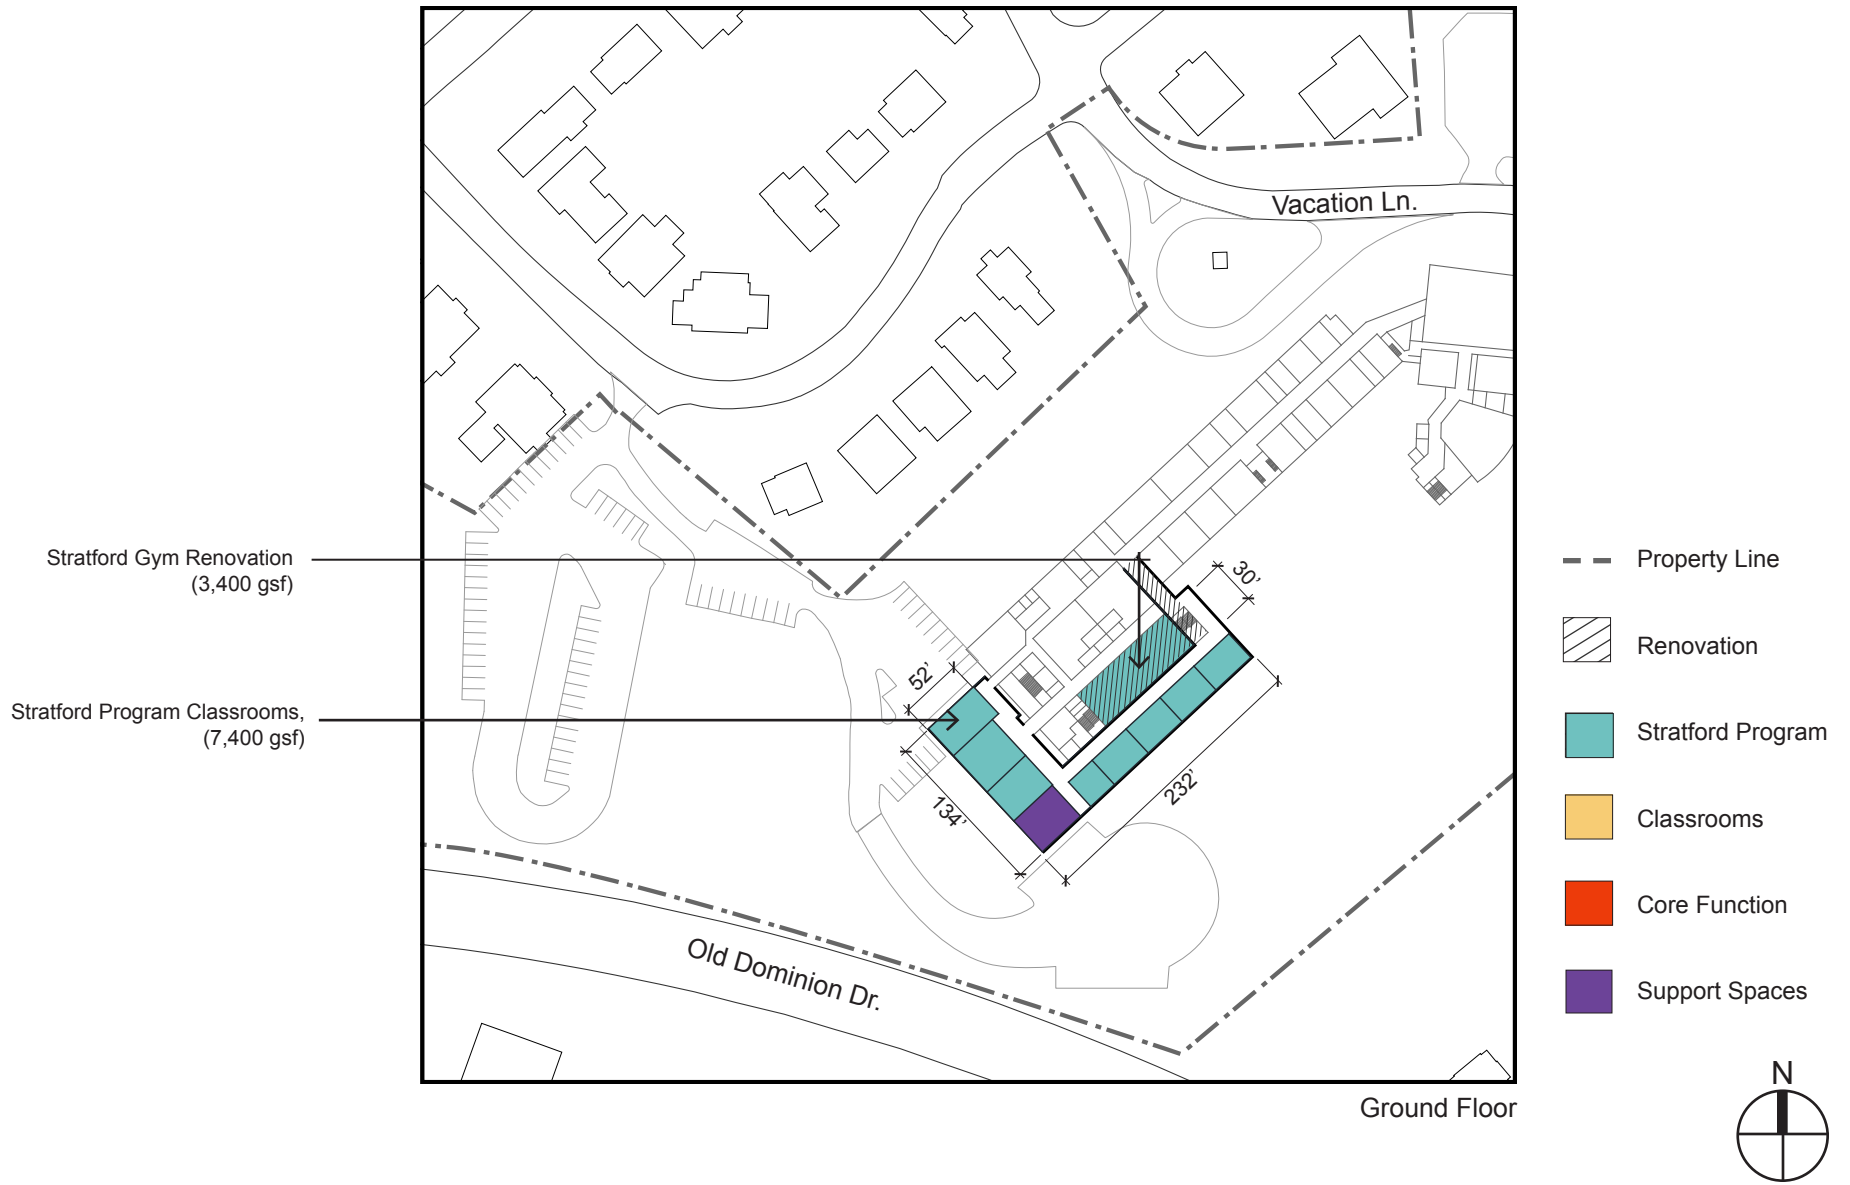 Vacation Ln.
Stratford Gym Renovation
(3,400 gsf)
Stratford Program Classrooms,
(7,400 gsf)
30’
52’
134’
232’
Old Dominion Dr.
Property Line
Renovation
Stratford Program
Classrooms
Core Function
Support Spaces
N
Ground Floor